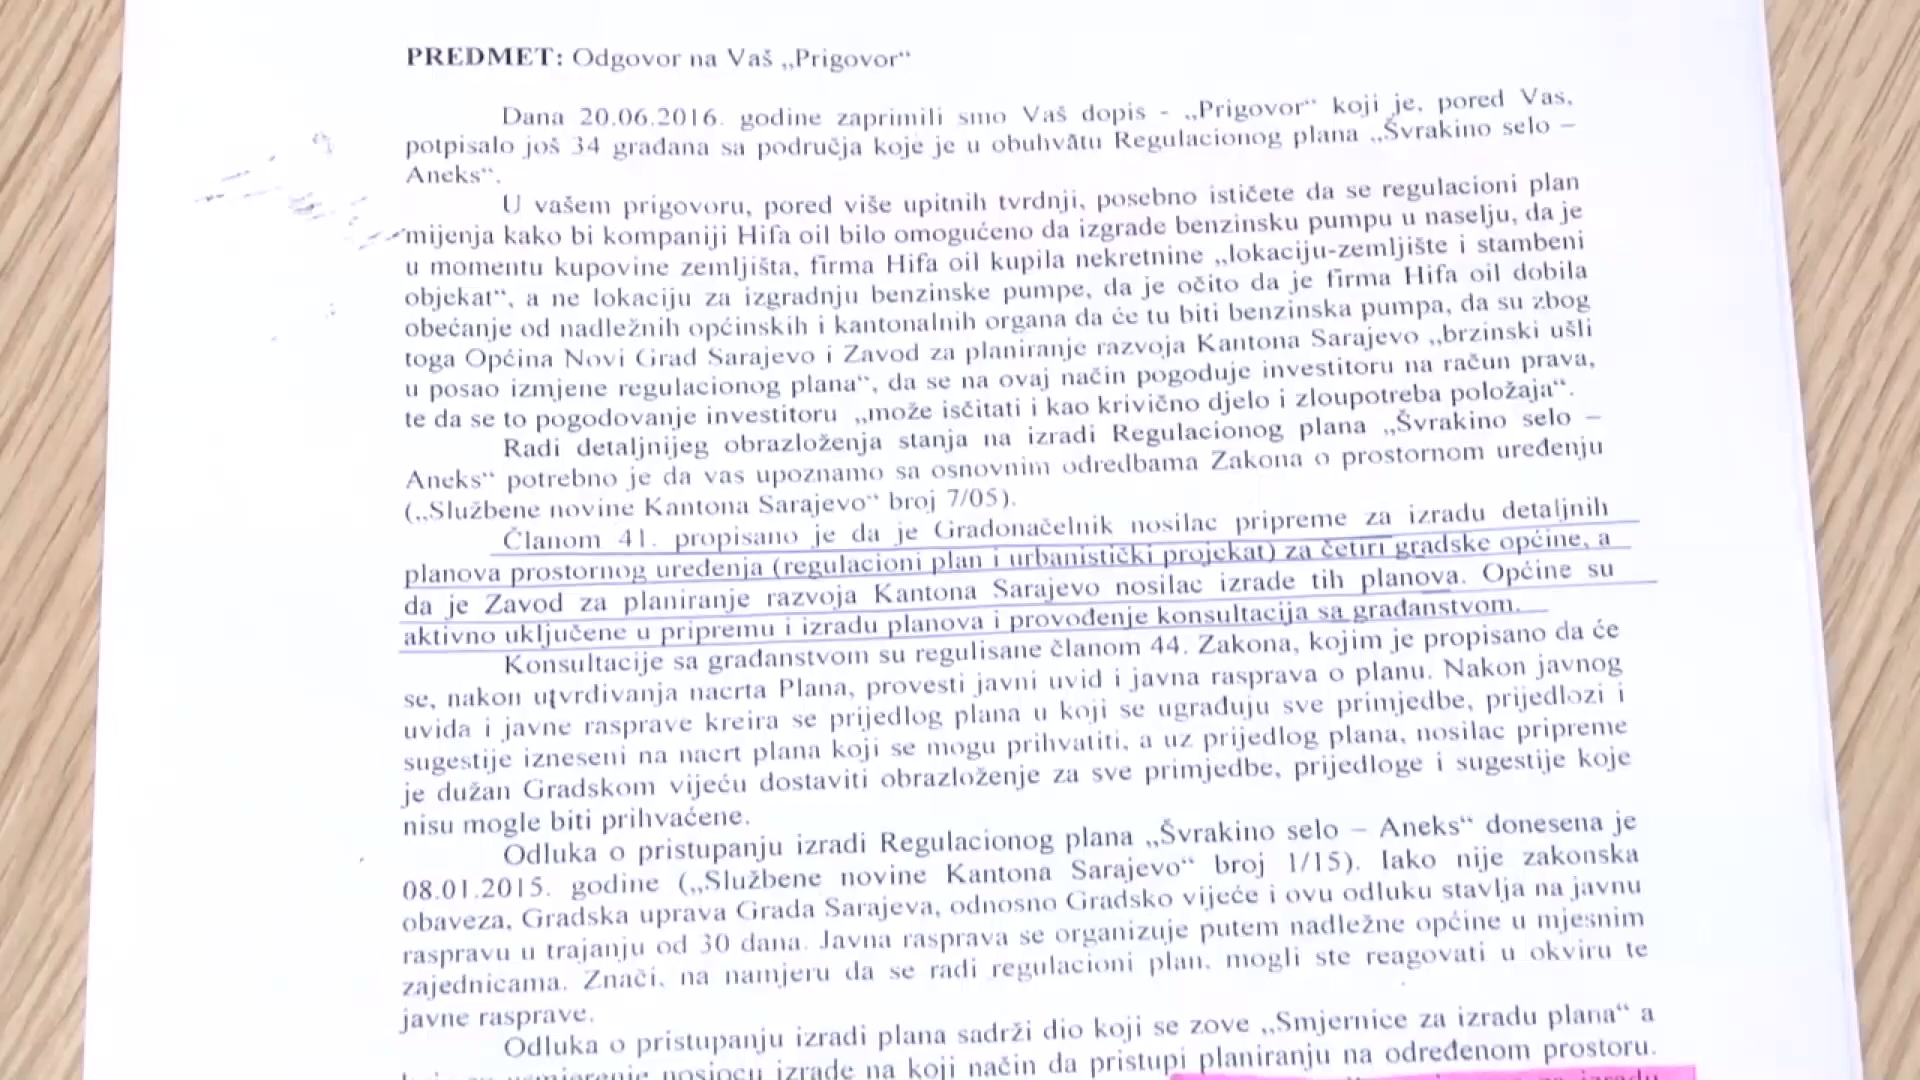 PREDMET: Odgovor na Vaš „Prigovor“
Dana 20.06.2016. godine zaprimili smo Vaš dopis - „Prigovor“ koji je, pored Vas,
potpisalo još 34 građana sa područja koje je u obuhvatu Regulacionog plana „Švrakino selo –
Aneks“.
U vašem prigovoru, pored više upitnih tvrdnji, posebno ističete da se regulacioni plan
mijenja kako bi kompaniji Hifa oil bilo omogućeno da izgrade benzinsku pumpu u naselju, da je
u momentu kupovine zemljišta, firma Hifa oil kupila nekretnine „lokaciju-zemljište i stambeni
objekat“, a ne lokaciju za izgradnju benzinske pumpe, da je očito da je firma Hifa oil dobila
obećanje od nadležnih općinskih i kantonalnih organa da će tu biti benzinska pumpa, da su zbog
toga Općina Novi Grad Sarajevo i Zavod za planiranje razvoja Kantona Sarajevo „brzinski ušli
u posao izmjene regulacionog plana“, da se na ovaj način pogoduje investitoru na račun prava,
te da se to pogodovanje investitoru „može isčitati i kao krivično djelo i zloupotreba položaja“.
Radi detaljnijeg obrazloženja stanja na izradi Regulacionog plana „Švrakino selo –
Aneks“ potrebno je da vas upoznamo sa osnovnim odredbama Zakona o prostornom uređenju
(„Službene novine Kantona Sarajevo“ broj 7/05).
Članom 41. propisano je da je Gradonačelnik nosilac pripreme za izradu detaljnih
planova prostornog uređenja (regulacioni plan i urbanistički projekat) za četiri gradske općine, a
da je Zavod za planiranje razvoja Kantona Sarajevo nosilac izrade tih planova. Općine su
aktivno uključene u pripremu i izradu planova i provođenje konsultacija sa građanstvom.
Konsultacije sa građanstvom su regulisane članom 44. Zakona, kojim je propisano da će
se, nakon utvrđivanja nacrta Plana, provesti javni uvid i javna rasprava o planu. Nakon javnog
uvida i javne rasprave kreira se prijedlog plana u koji se ugrađuju sve primjedbe, prijedlozi i
sugestije izneseni na nacrt plana koji se mogu prihvatiti, a uz prijedlog plana, nosilac pripreme
je dužan Gradskom vijeću dostaviti obrazloženje za sve primjedbe, prijedloge i sugestije koje
nisu mogle biti prihvaćene.
Odluka o pristupanju izradi Regulacionog plana „Švrakino selo – Aneks“ donesena je
08.01.2015. godine („Službene novine Kantona Sarajevo“ broj 1/15). Iako nije zakonska
obaveza, Gradska uprava Grada Sarajeva, odnosno Gradsko vijeće i ovu odluku stavlja na javnu
raspravu u trajanju od 30 dana. Javna rasprava se organizuje putem nadležne općine u mjesnim
zajednicama. Znači, na namjeru da se radi regulacioni plan, mogli ste reagovati u okviru te
javne rasprave.
Odluka o pristupanju izradi plana sadrži dio koji se zove „Smjernice za izradu plana“ a
nosiocu izrade na koji način da pristupi planiranju na određenom prostoru.